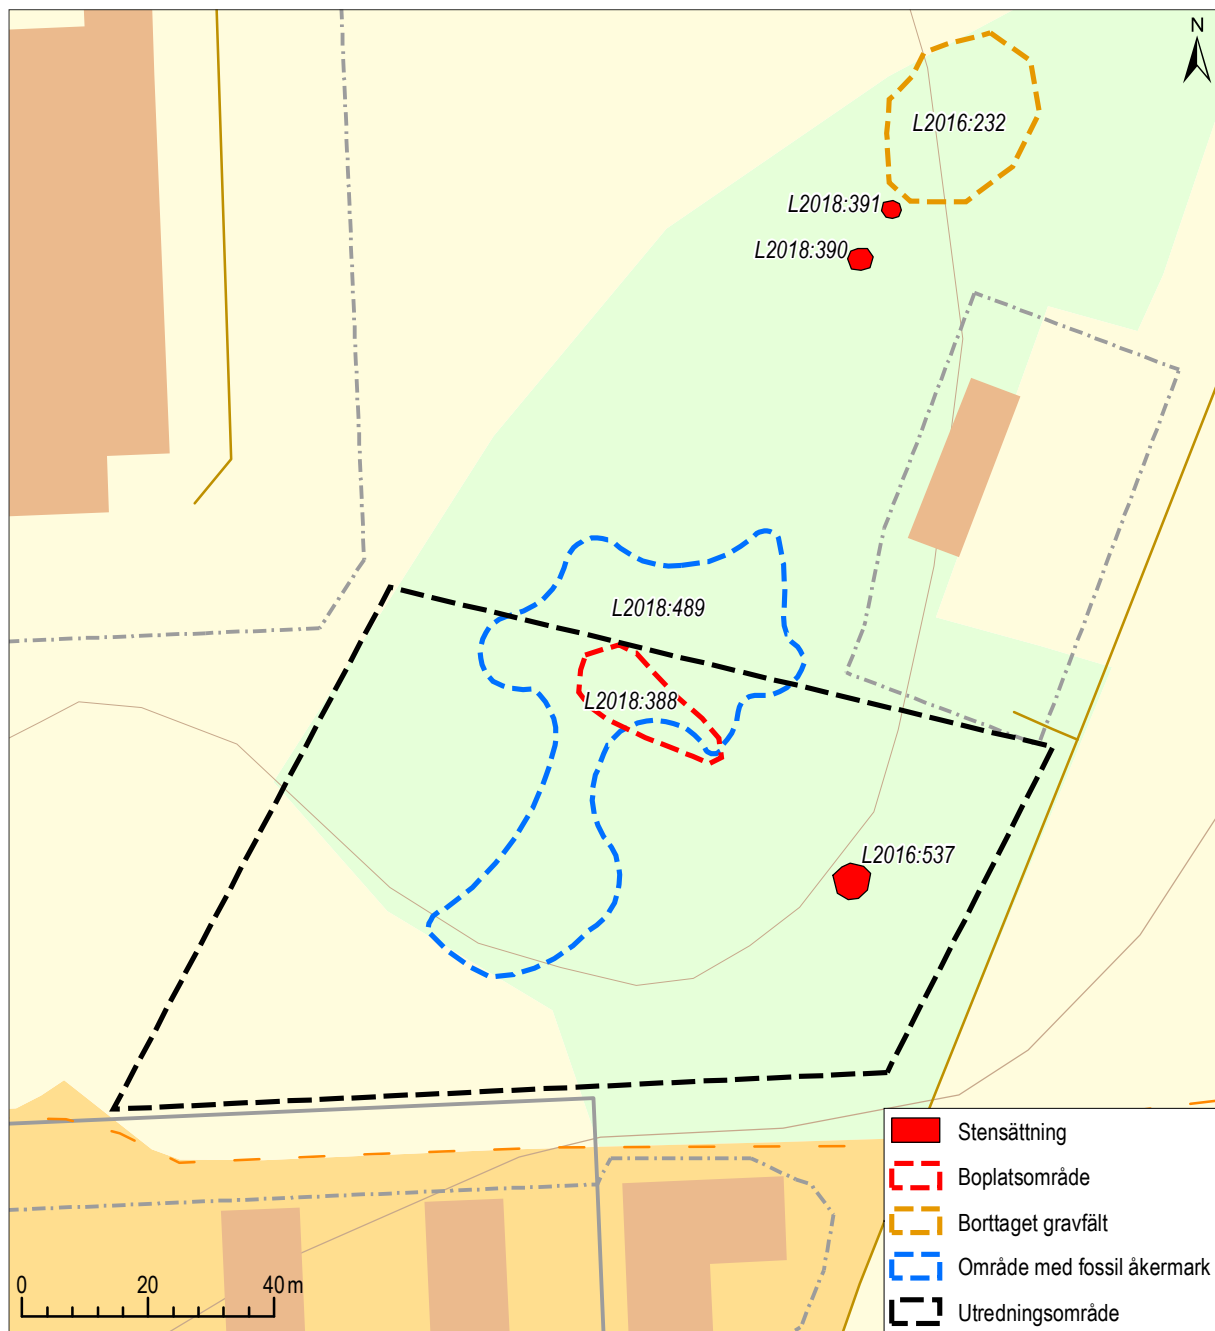 N
L2016:232
L2018:391
L2018:390
L2018:489
L2018:388
L2016:537
Stensättning
Boplatsområde
Borttaget gravfält
Område med fossil åkermark
Utredningsområde
0 20 40 m